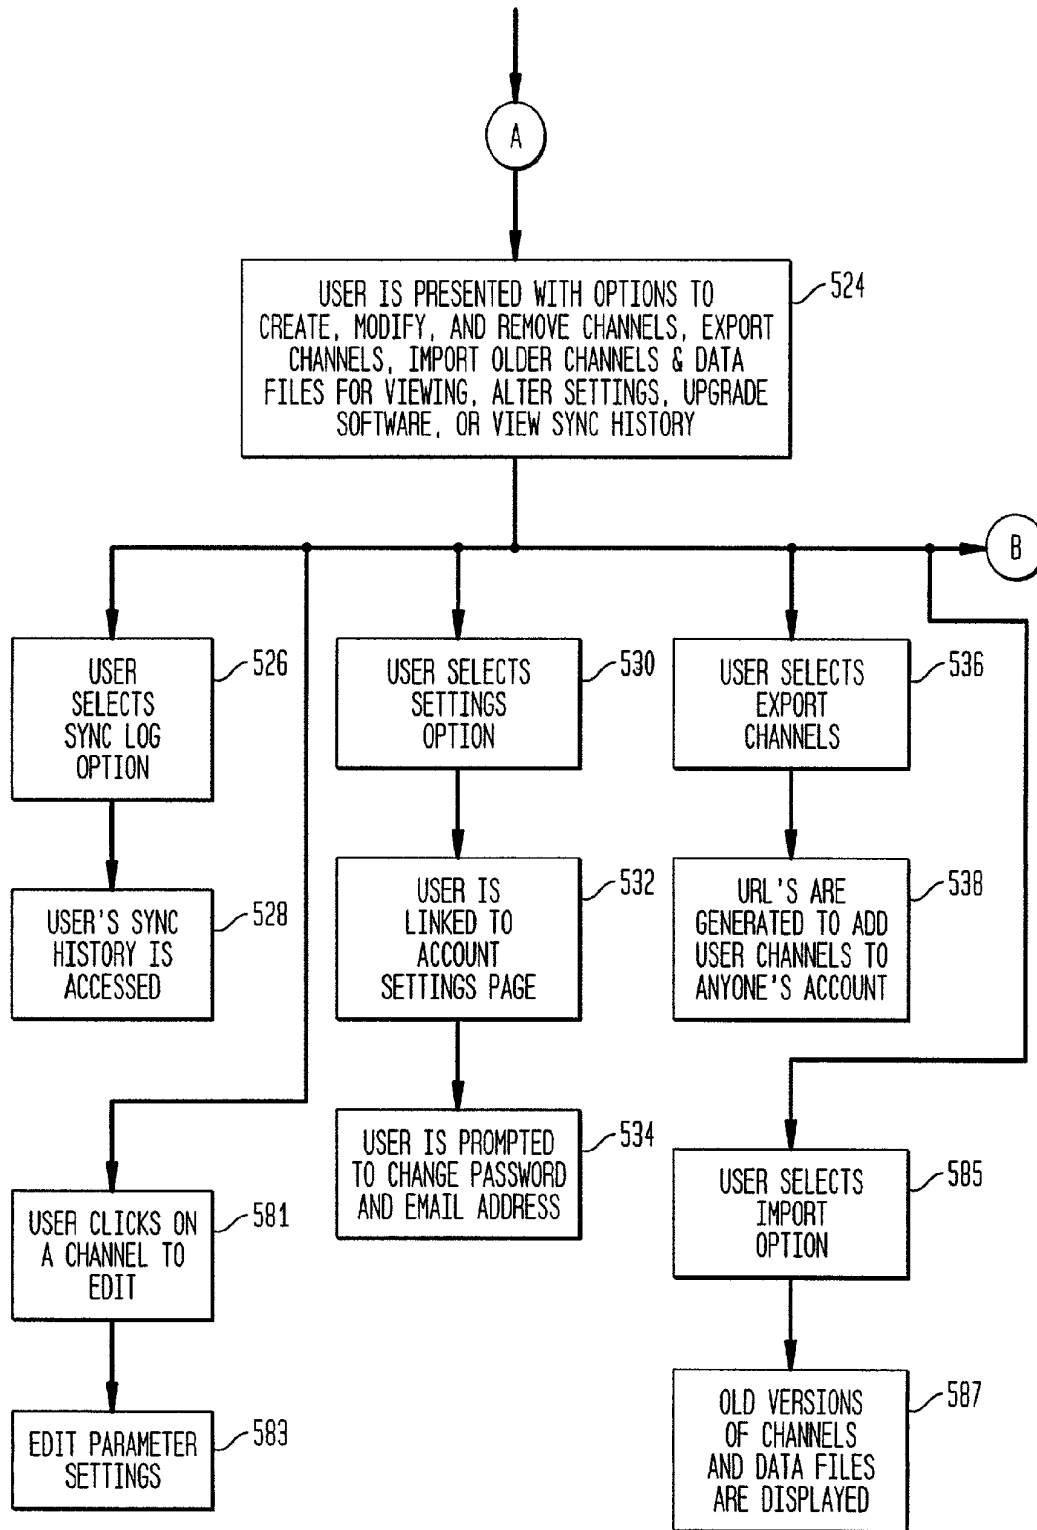 A
USER IS PRESENTED WITH OPTIONS TO
CREATE, MODIFY, AND REMOVE CHANNELS, EXPORT
CHANNELS, IMPORT OLDER CHANNELS & DATA
FILES FOR VIEWING, ALTER SETTINGS, UPGRADE
SOFTWARE, OR VIEW SYNC HISTORY
524
B
USER
SELECTS
SYNC LOG
OPTION
526
USER SELECTS
SETTINGS
OPTION
530
USER SELECTS
EXPORT
CHANNELS
536
USER'S SYNC
HISTORY IS
ACCESSED
528
USER IS
LINKED TO
ACCOUNT
SETTINGS PAGE
532
URL'S ARE
GENERATED TO ADD
USER CHANNELS TO
ANYONE'S ACCOUNT
538
USER IS PROMPTED
TO CHANGE PASSWORD
AND EMAIL ADDRESS
534
USER CLICKS ON
A CHANNEL TO
EDIT
581
USER SELECTS
IMPORT
OPTION
585
EDIT PARAMETER
SETTINGS
583
OLD VERSIONS
OF CHANNELS
AND DATA FILES
ARE DISPLAYED
587